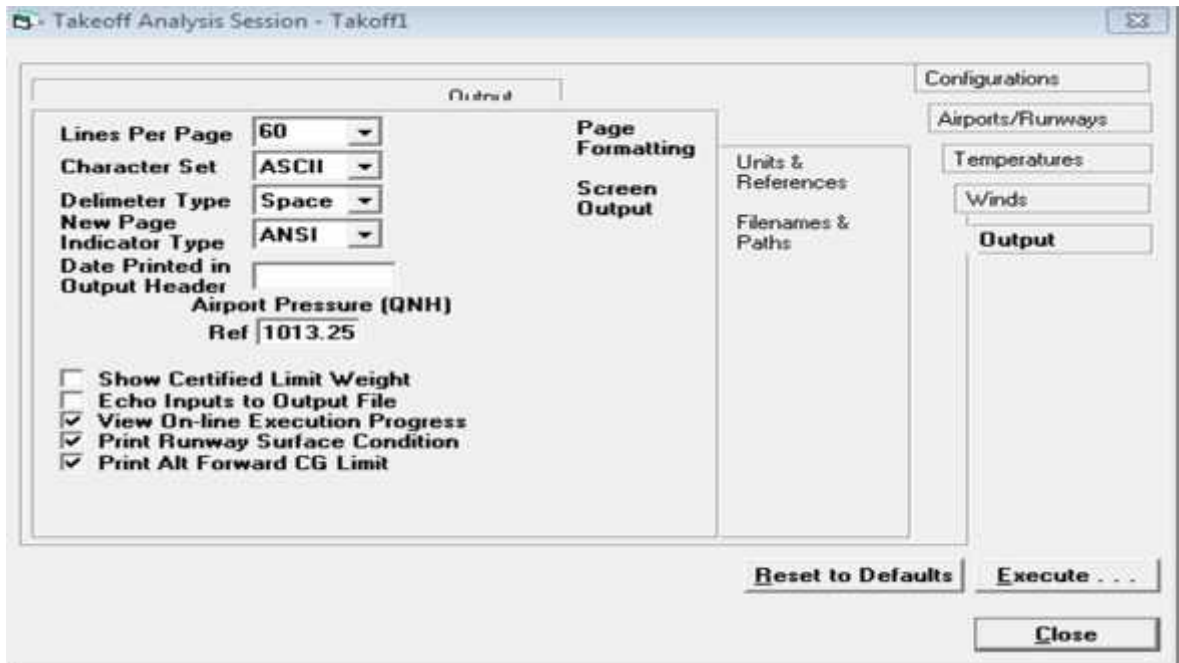 - Takeoff Analysis Session - Takoff1
Output
Lines Per Page 60
Character Set ASCII
Delimeter Type Space
New Page
Indicator Type ANSI
Date Printed in
Output Header
Airport Pressure (QNH)
Ref 1013.25
Show Certified Limit Weight
Echo Inputs to Output File
View On-line Execution Progress
Print Runway Surface Condition
Print Alt Forward CG Limit
Page
Formatting
Screen
Output
Units &
References
Filenames &
Paths
Configurations
Airports/Runways
Temperatures
Winds
Output
Reset to Defaults
Execute . . .
Close